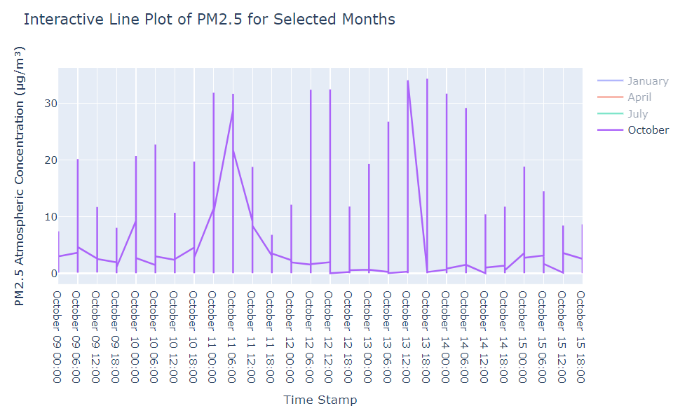 Interactive Line Plot of PM2.5 for Selected Months
PM2.5 Atmospheric Concentration (μg/m³)
30
20
10
0
January
April
July
October
October 09 00:00
October 09 06:00
October 09 12:00
October 09 18:00
October 10 00:00
October 10 06:00
October 10 12:00
October 10 18:00
October 11 00:00
October 11 06:00
October 11 12:00
October 11 18:00
October 12 00:00
October 12 06:00
October 12 12:00
October 12 18:00
October 13 00:00
October 13 06:00
October 13 12:00
October 13 18:00
October 14 00:00
October 14 06:00
October 14 12:00
October 14 18:00
October 15 00:00
October 15 06:00
October 15 12:00
October 15 18:00
Time Stamp